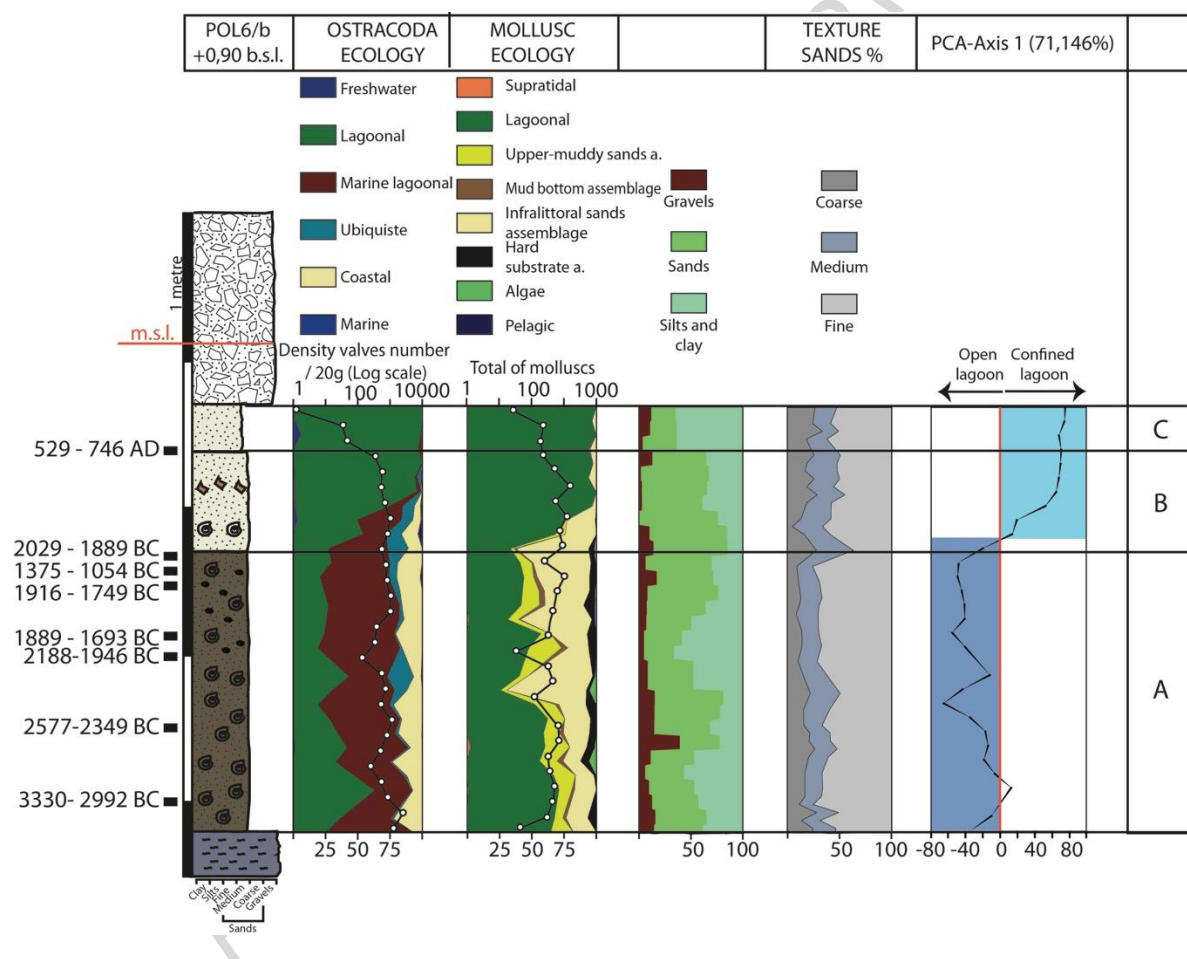 POL6/b
+0,90 b.s.l.
OSTRACODA
ECOLOGY
MOLLUSC
ECOLOGY
TEXTURE
SANDS %
PCA-Axis 1 (71,146%)
Freshwater
Lagoonal
Marine lagoonal
Ubiquiste
Coastal
Marine
Density valves number
/ 20g (Log scale)
1 100 10000
Supratidal
Lagoonal
Upper-muddy sands a.
Mud bottom assemblage
Infralittoral sands
assemblage
Hard
substrate a.
Algae
Pelagic
Total of molluscs
1 100 1000
Gravels
Sands
Silts and
clay
Coarse
Medium
Fine
Open
lagoon
Confined
lagoon
1 metre
m.s.l.
529 - 746 AD
2029 - 1889 BC
1375 - 1054 BC
1916 - 1749 BC
1889 - 1693 BC
2188-1946 BC
2577-2349 BC
3330- 2992 BC
C
B
A
25 50 75
25 50 75
50 100
50 100
-80 -40 0 40 80
Clay
Silts
Fine
Medium
Coarse
Gravels
Sands